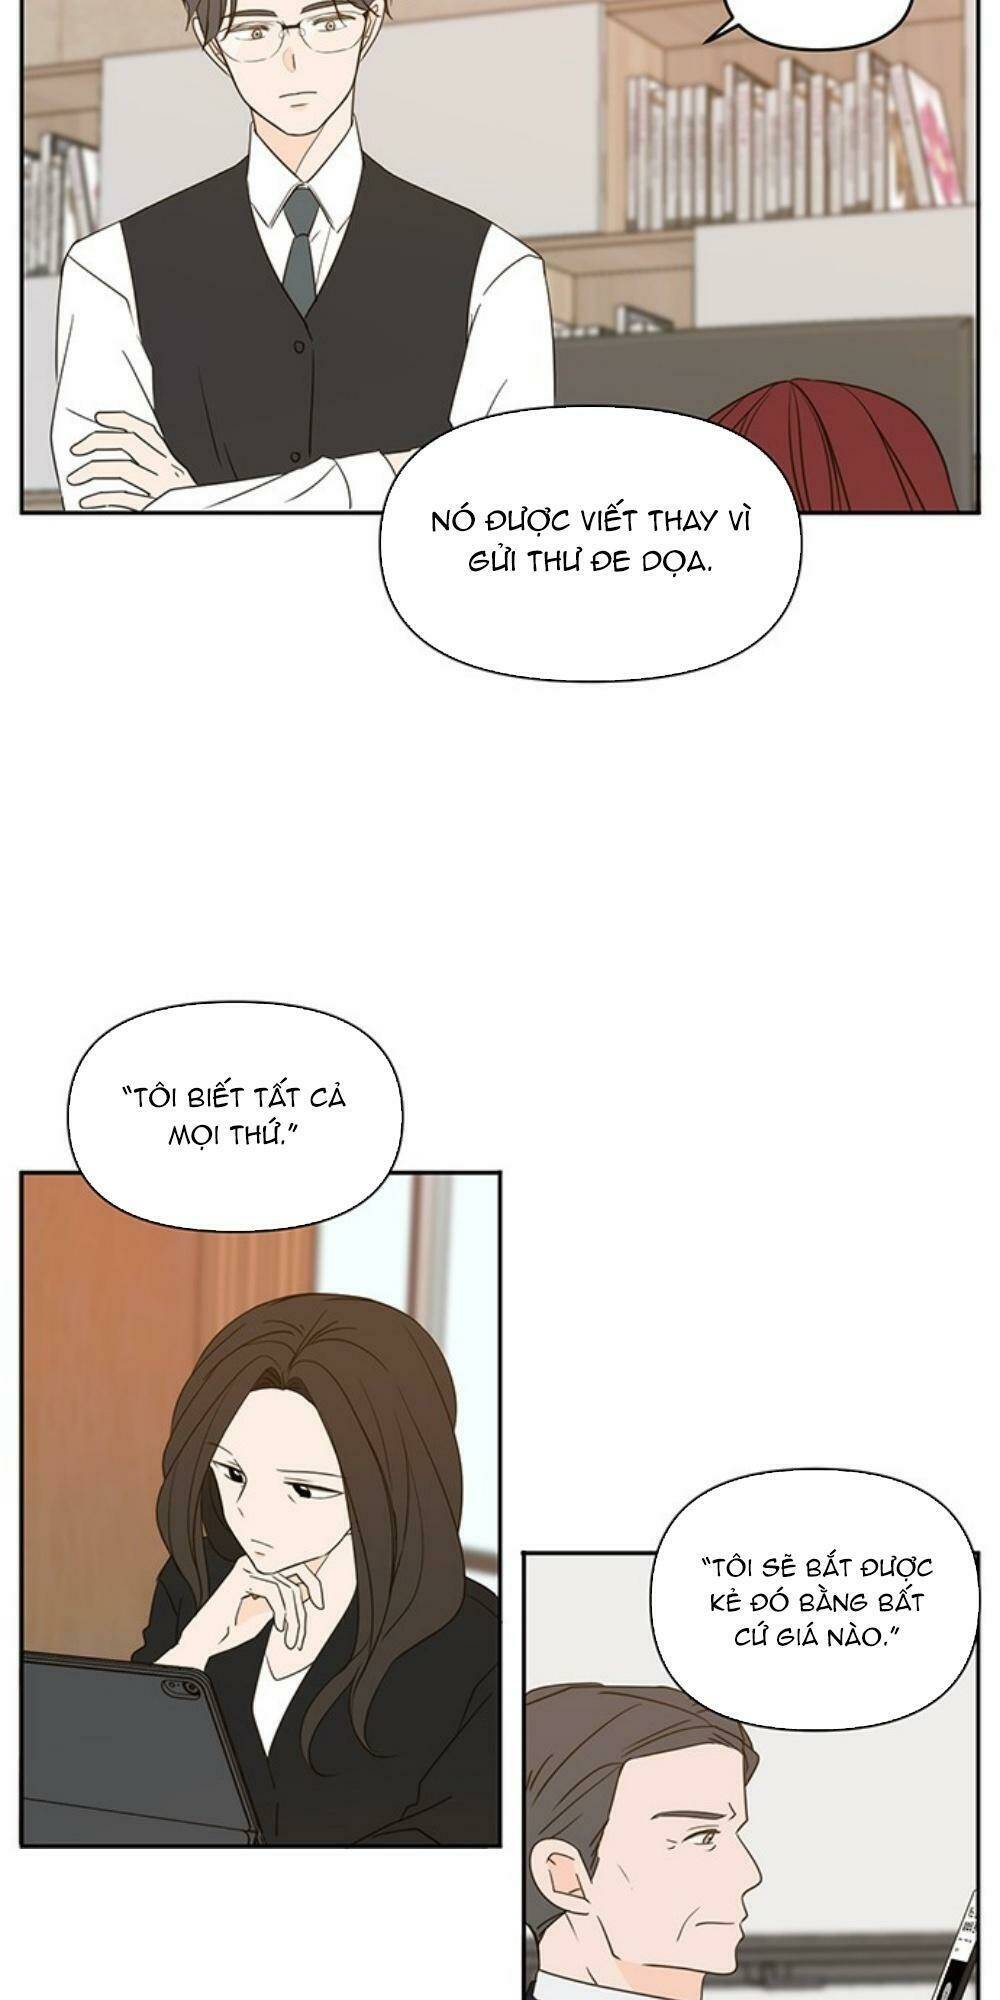 NÓ ĐƯỢC VIẾT THAY VÌ
GỬI THƯ ĐE DỌA.
"TÔI BIẾT TẤT CẢ
MỌI THỨ."
"TÔI SẼ BẮT ĐƯỢC
KẺ ĐÓ BẰNG BẤT
CỨ GIÁ NÀO."